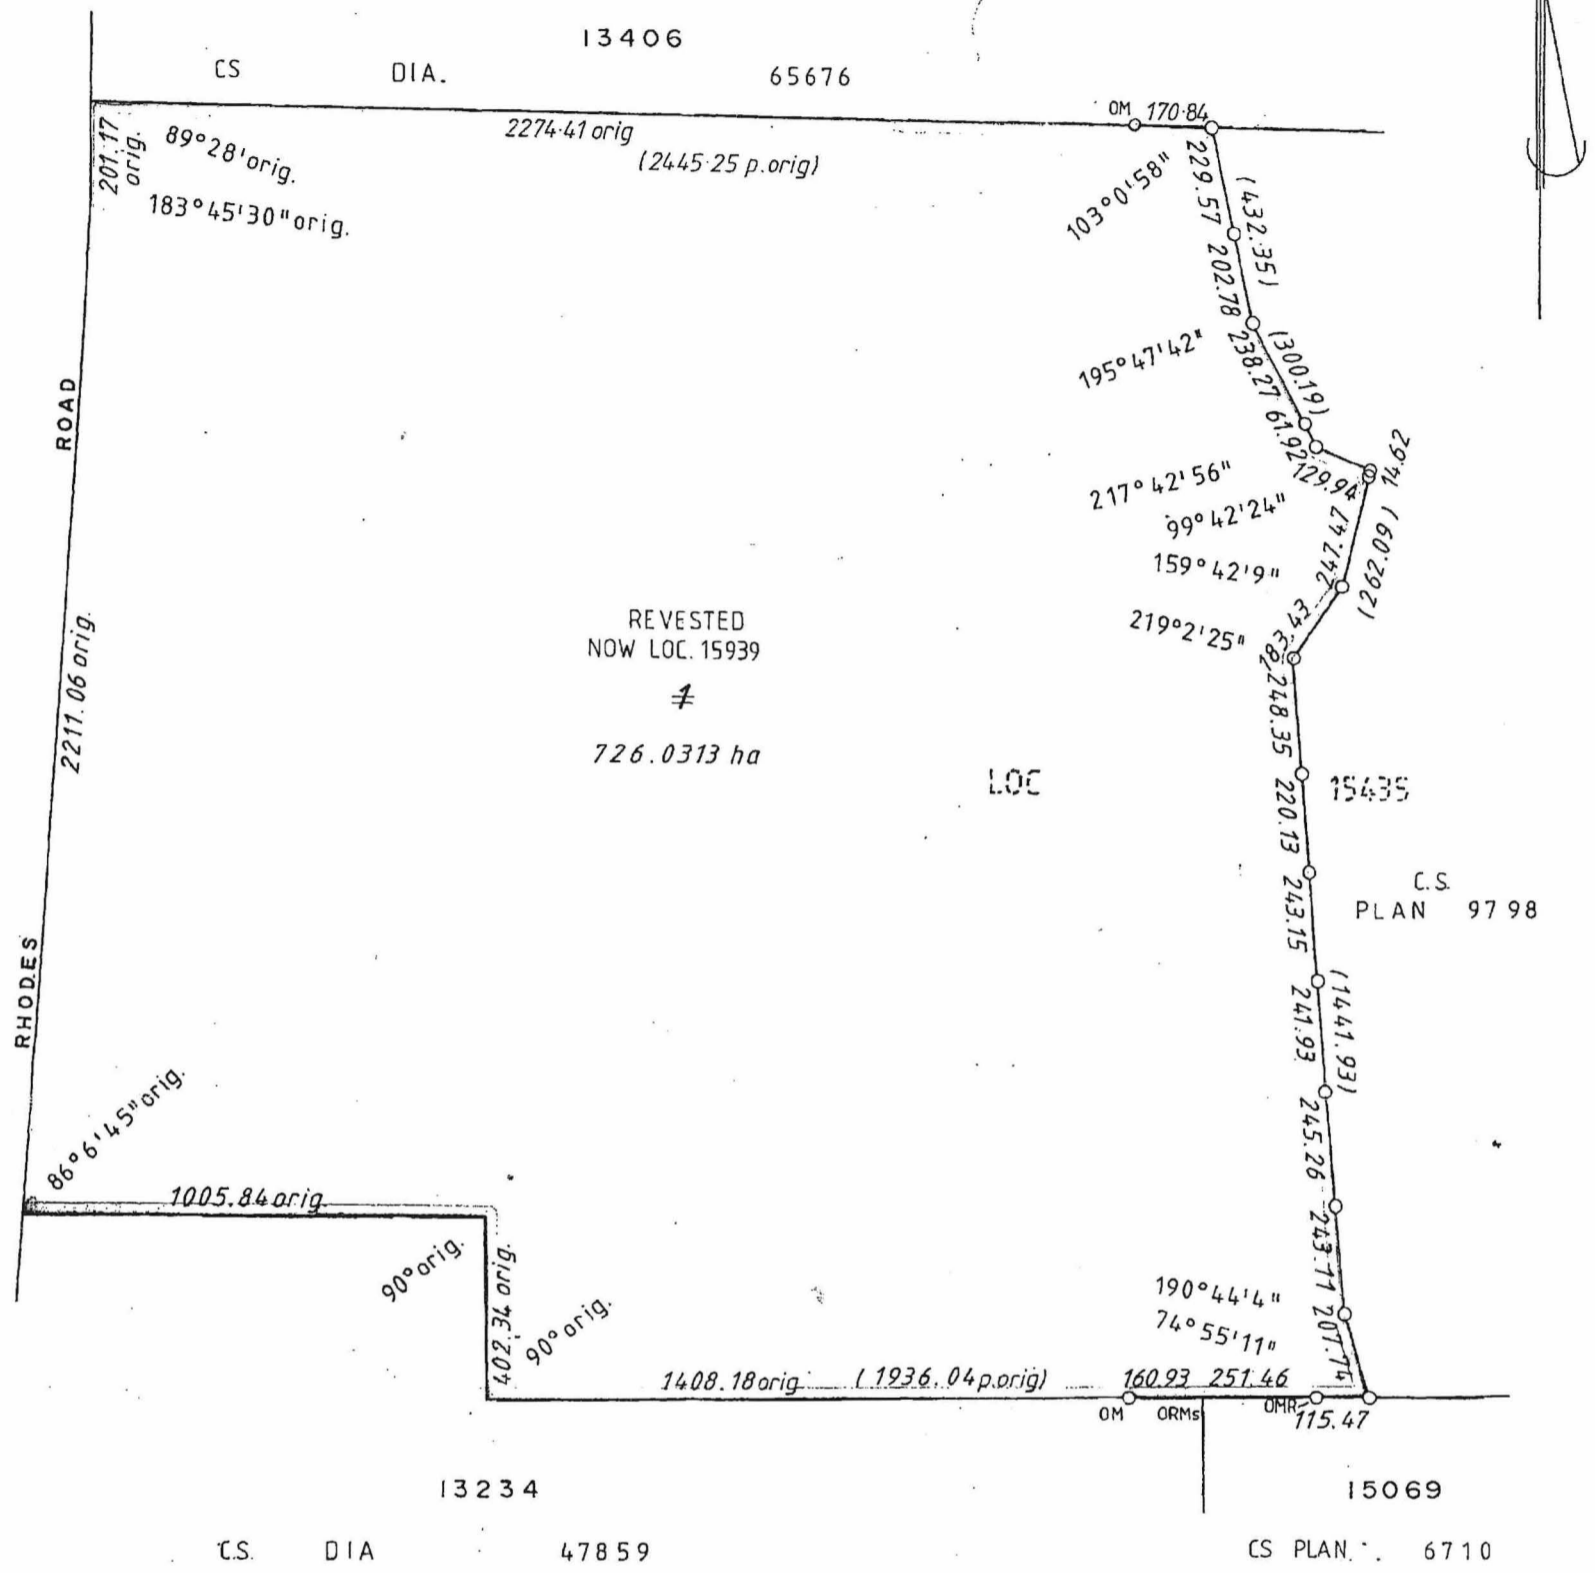 13406
CS DIA. 65676
OM 170.84
2274.41 orig
(2445.25 p.orig)
201.17 orig.
89°28' orig.
183°45'30" orig.
103°0'58"
229.57
(432.35)
202.78
195°47'42"
238.27
(300.19)
61.92
129.94
14.62
217°42'56"
99°42'24"
159°42'9"
247.47
(262.09)
219°2'25"
183.43
ROAD
2211.06 orig.
RHODES
REVESTED
NOW LOC. 15939
1
726.0313 ha
LOC 15435
C.S.
PLAN 9798
248.35
220.13
243.15
241.93
(1441.93)
245.26
243.11
207.74
86°6'45" orig.
1005.84 orig.
90° orig.
402.34 orig.
90° orig.
190°44'4"
74°55'11"
1408.18 orig (1936.04 p.orig) 160.93 251.46
OM ORMs OMR 115.47
13234 15069
C.S. DIA 47859 CS PLAN. 6710